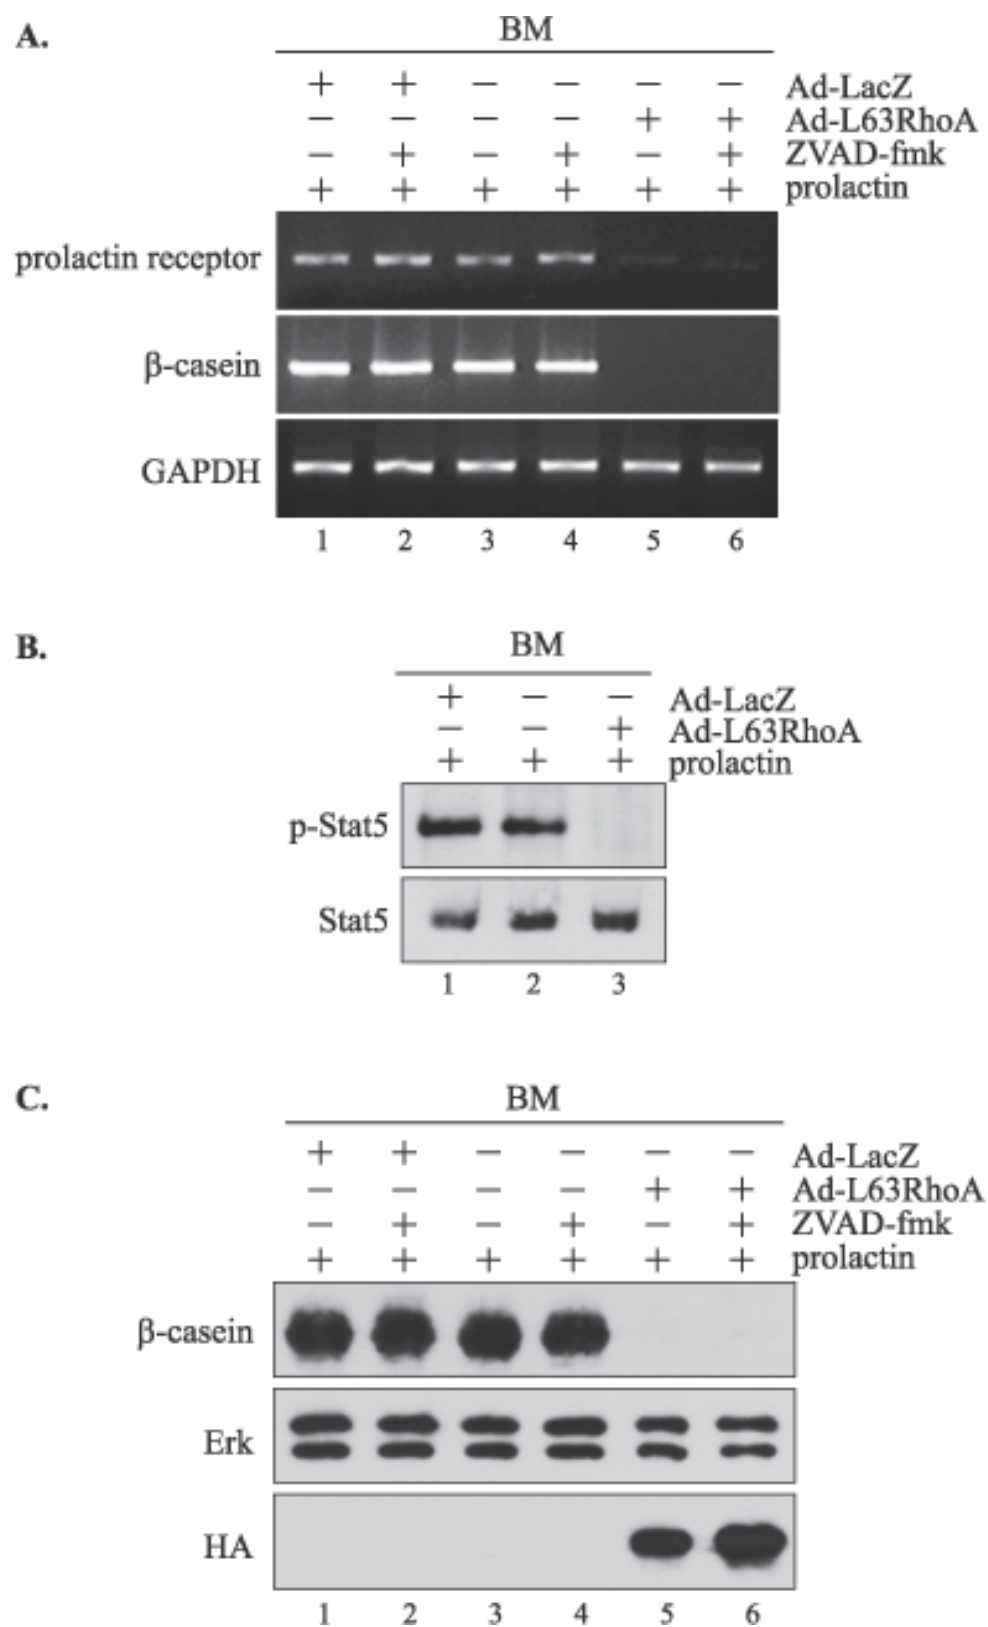 A.
BM
+ + − − − − Ad-LacZ
− − − − + + Ad-L63RhoA
− + − + − + ZVAD-fmk
+ + + + + + prolactin
prolactin receptor
β-casein
GAPDH
1 2 3 4 5 6
B.
BM
+ − − Ad-LacZ
− − + Ad-L63RhoA
+ + + prolactin
p-Stat5
Stat5
1 2 3
C.
BM
+ + − − − − Ad-LacZ
− − − − + + Ad-L63RhoA
− + − + − + ZVAD-fmk
+ + + + + + prolactin
β-casein
Erk
HA
1 2 3 4 5 6